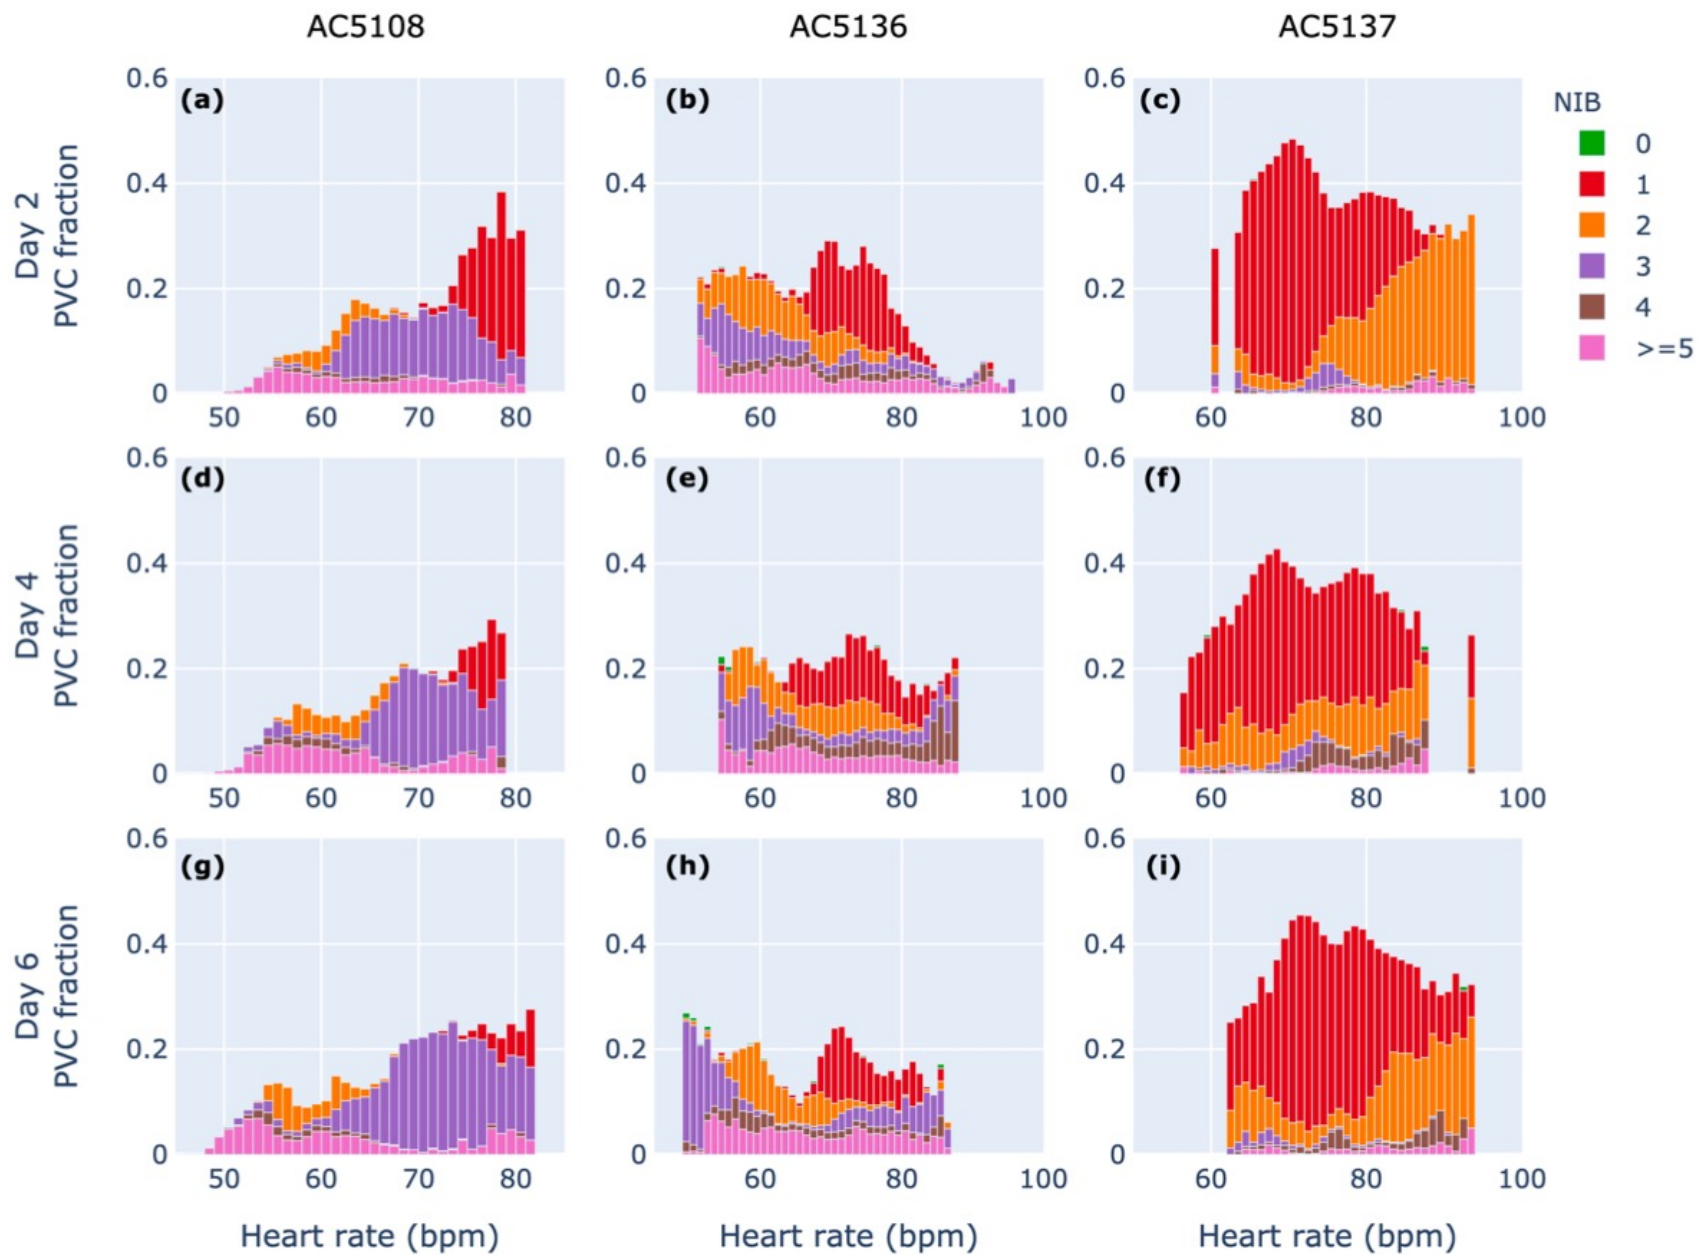 AC5108 AC5136 AC5137
Day 2
PVC fraction
0.6 0.4 0.2 0
(a)
50 60 70 80
0.6 0.4 0.2 0
(b)
60 80 100
0.6 0.4 0.2 0
(c)
60 80 100
NIB
0
1
2
3
4
>=5
Day 4
PVC fraction
0.6 0.4 0.2 0
(d)
50 60 70 80
0.6 0.4 0.2 0
(e)
60 80 100
0.6 0.4 0.2 0
(f)
60 80 100
Day 6
PVC fraction
0.6 0.4 0.2 0
(g)
50 60 70 80
0.6 0.4 0.2 0
(h)
60 80 100
0.6 0.4 0.2 0
(i)
60 80 100
Heart rate (bpm) Heart rate (bpm) Heart rate (bpm)